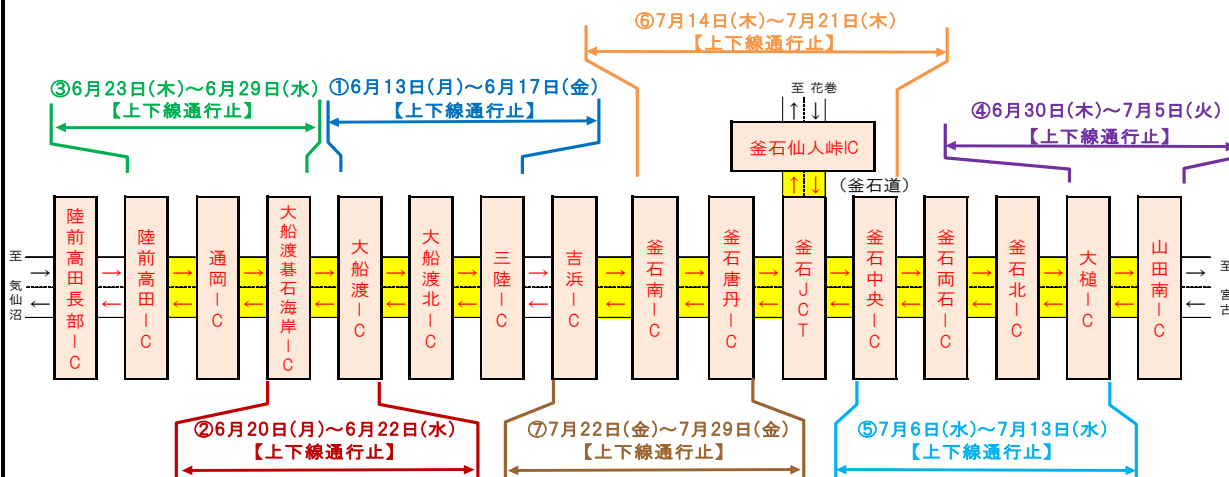 ⑥7月14日(木)～7月21日(木)
【上下線通行止】
③6月23日(木)～6月29日(水)
【上下線通行止】
①6月13日(月)～6月17日(金)
【上下線通行止】
至 花巻
↑ ↓
釜石仙人峠IC
↑ ↓
(釜石道)
④6月30日(木)～7月5日(火)
【上下線通行止】
至 気仙沼
陸前高田長部IC
陸前高田IC
通岡IC
大船渡碁石海岸IC
大船渡IC
大船渡北IC
三陸IC
吉浜IC
釜石南IC
釜石唐丹IC
釜石JCT
釜石中央IC
釜石両石IC
釜石北IC
大槌IC
山田南IC
至 宮古
②6月20日(月)～6月22日(水)
【上下線通行止】
⑦7月22日(金)～7月29日(金)
【上下線通行止】
⑤7月6日(水)～7月13日(水)
【上下線通行止】